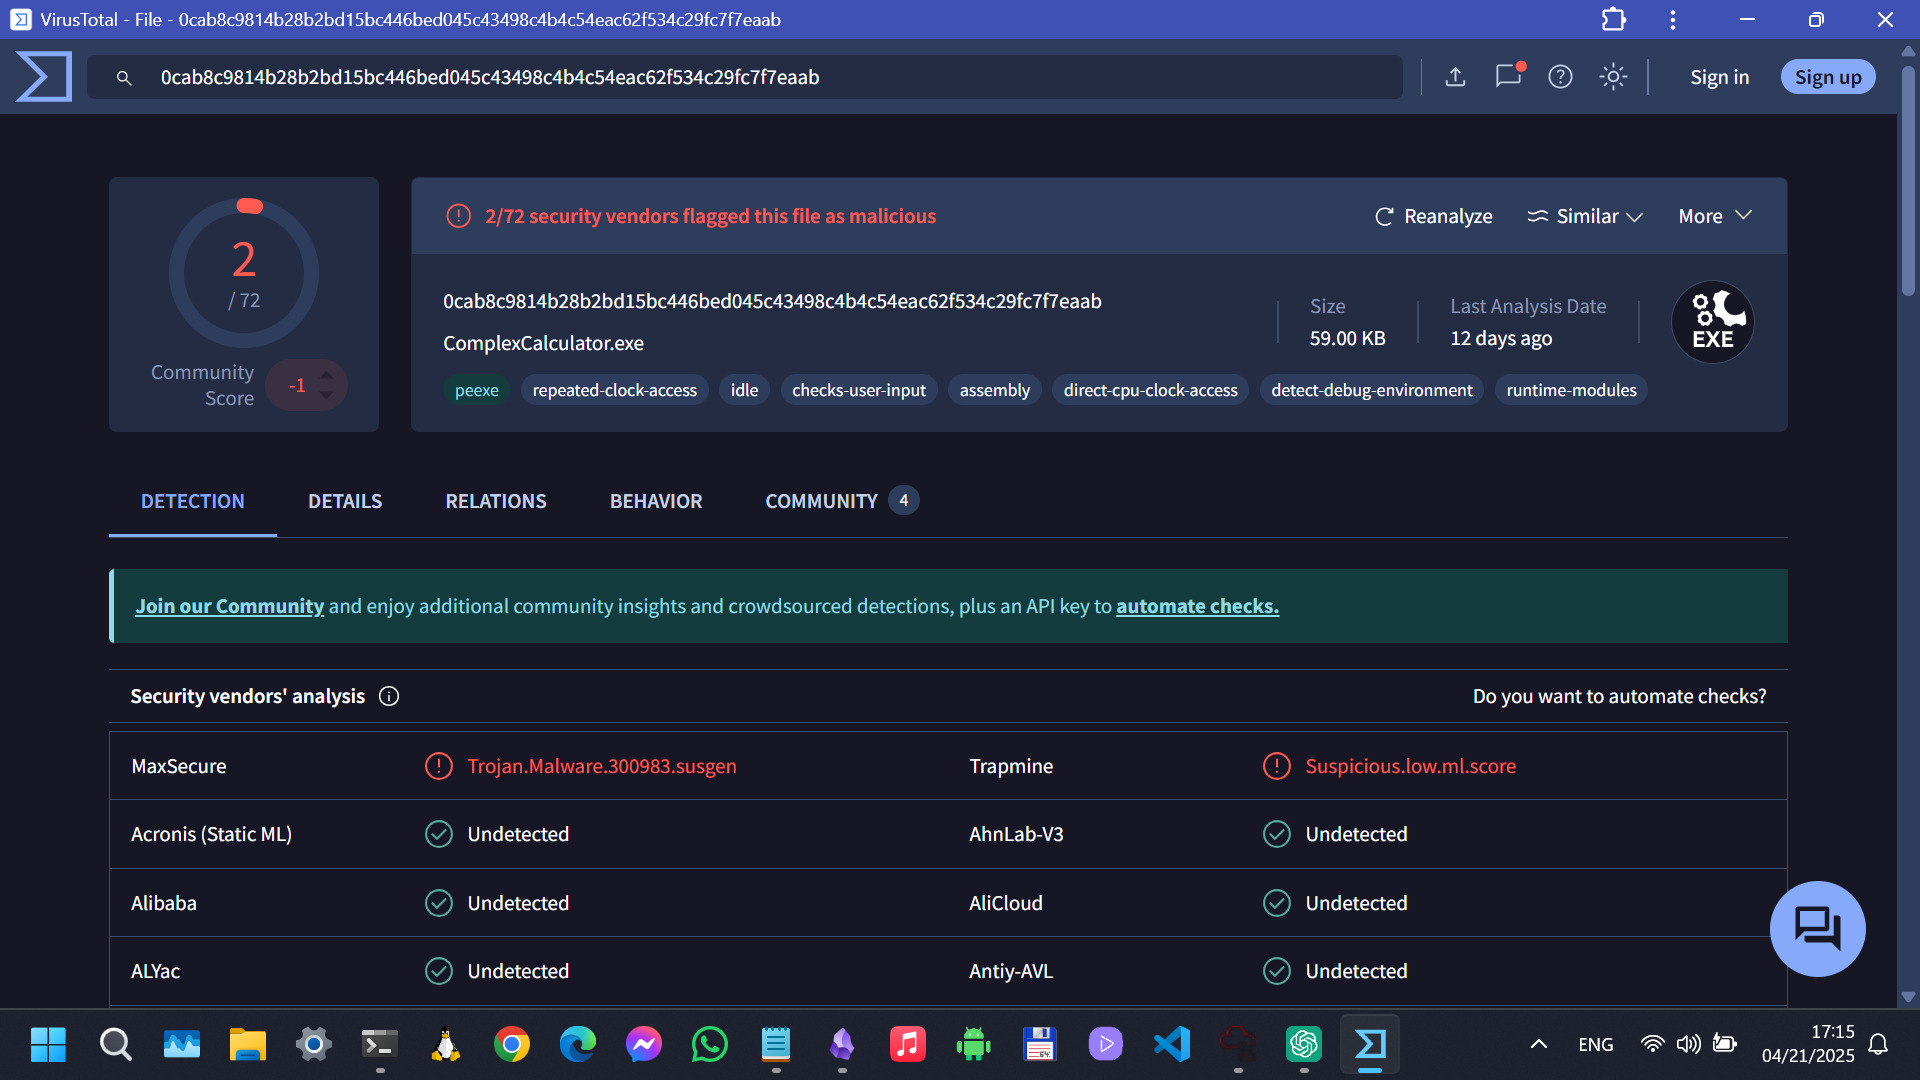 VirusTotal - File - 0cab8c9814b28b2bd15bc446bed045c43498c4b4c54eac62f534c29fc7f7eaab
0cab8c9814b28b2bd15bc446bed045c43498c4b4c54eac62f534c29fc7f7eaab
Sign in
Sign up
2
/ 72
Community
Score
-1
2/72 security vendors flagged this file as malicious
Reanalyze
Similar
More
0cab8c9814b28b2bd15bc446bed045c43498c4b4c54eac62f534c29fc7f7eaab
ComplexCalculator.exe
Size
59.00 KB
Last Analysis Date
12 days ago
EXE
peexe
repeated-clock-access
idle
checks-user-input
assembly
direct-cpu-clock-access
detect-debug-environment
runtime-modules
DETECTION
DETAILS
RELATIONS
BEHAVIOR
COMMUNITY
4
Join our Community and enjoy additional community insights and crowdsourced detections, plus an API key to automate checks.
Security vendors' analysis
Do you want to automate checks?
MaxSecure
Trojan.Malware.300983.susgen
Trapmine
Suspicious.low.ml.score
Acronis (Static ML)
Undetected
AhnLab-V3
Undetected
Alibaba
Undetected
AliCloud
Undetected
ALYac
Undetected
Antiy-AVL
Undetected
64
ENG
17:15
04/21/2025